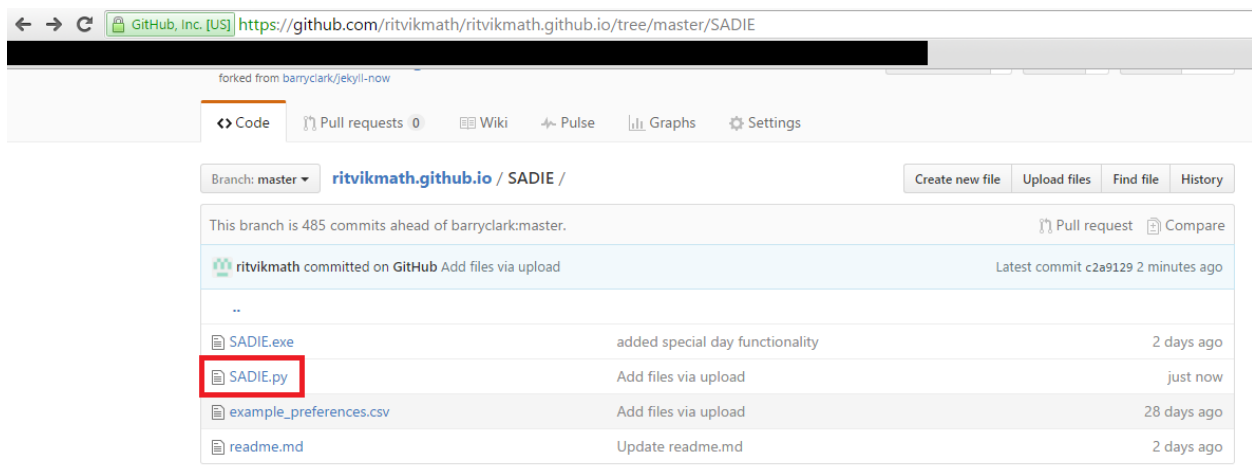 GitHub, Inc. [US] https://github.com/ritvikmath/ritvikmath.github.io/tree/master/SADIE
forked from barryclark/jekyll-now
Code Pull requests 0 Wiki Pulse Graphs Settings
Branch: master ritvikmath.github.io / SADIE / Create new file Upload files Find file History
This branch is 485 commits ahead of barryclark:master. Pull request Compare
ritvikmath committed on GitHub Add files via upload Latest commit c2a9129 2 minutes ago
..
SADIE.exe added special day functionality 2 days ago
SADIE.py Add files via upload just now
example_preferences.csv Add files via upload 28 days ago
readme.md Update readme.md 2 days ago